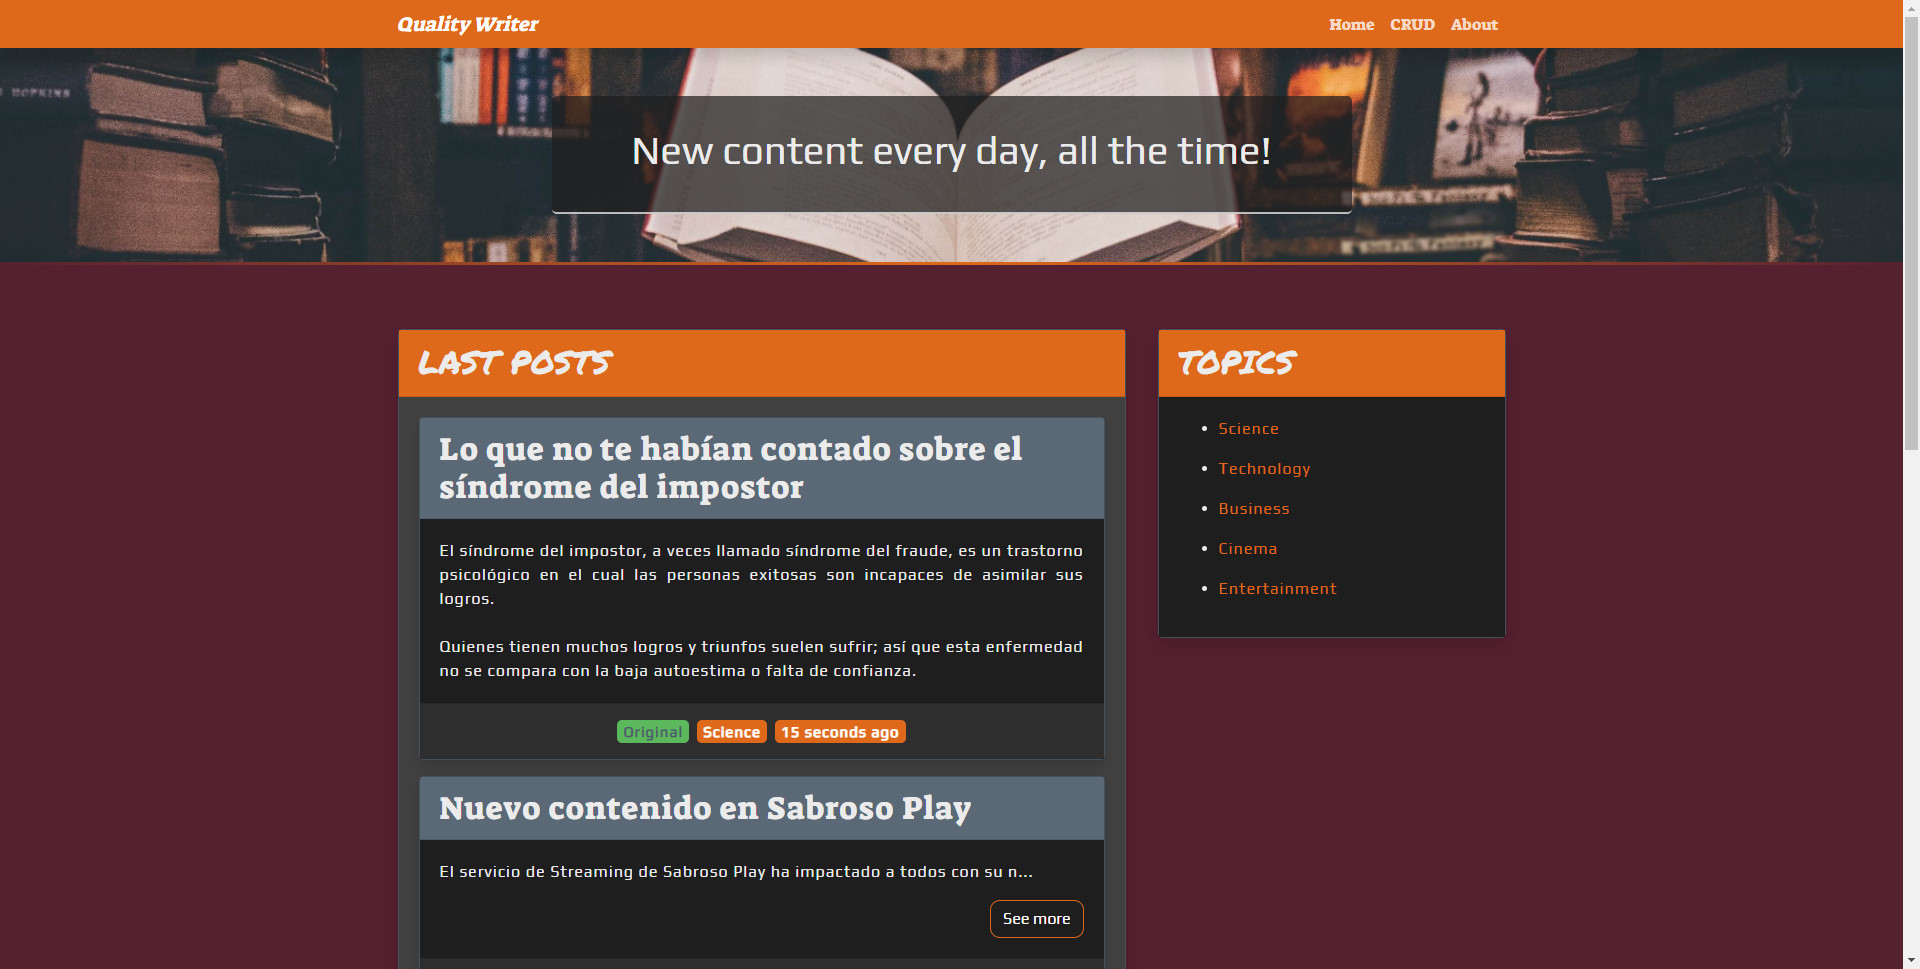 Quality Writer
Home CRUD About
HOPKINS
New content every day, all the time!
LAST POSTS
Lo que no te habían contado sobre el
síndrome del impostor
El síndrome del impostor, a veces llamado síndrome del fraude, es un trastorno
psicológico en el cual las personas exitosas son incapaces de asimilar sus
logros.
Quienes tienen muchos logros y triunfos suelen sufrir; así que esta enfermedad
no se compara con la baja autoestima o falta de confianza.
Original Science 15 seconds ago
Nuevo contenido en Sabroso Play
El servicio de Streaming de Sabroso Play ha impactado a todos con su n...
See more
TOPICS
Science
Technology
Business
Cinema
Entertainment